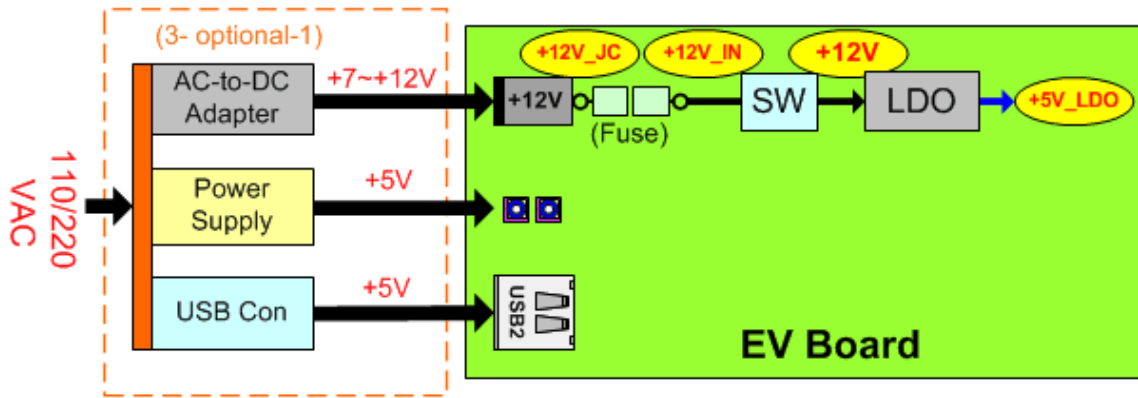 (3- optional-1)
110/220
VAC
AC-to-DC
Adapter
+7~+12V
Power
Supply
+5V
USB Con
+5V
+12V_JC
+12V_IN
+12V
+12V
(Fuse)
SW
LDO
+5V_LDO
USB2
EV Board